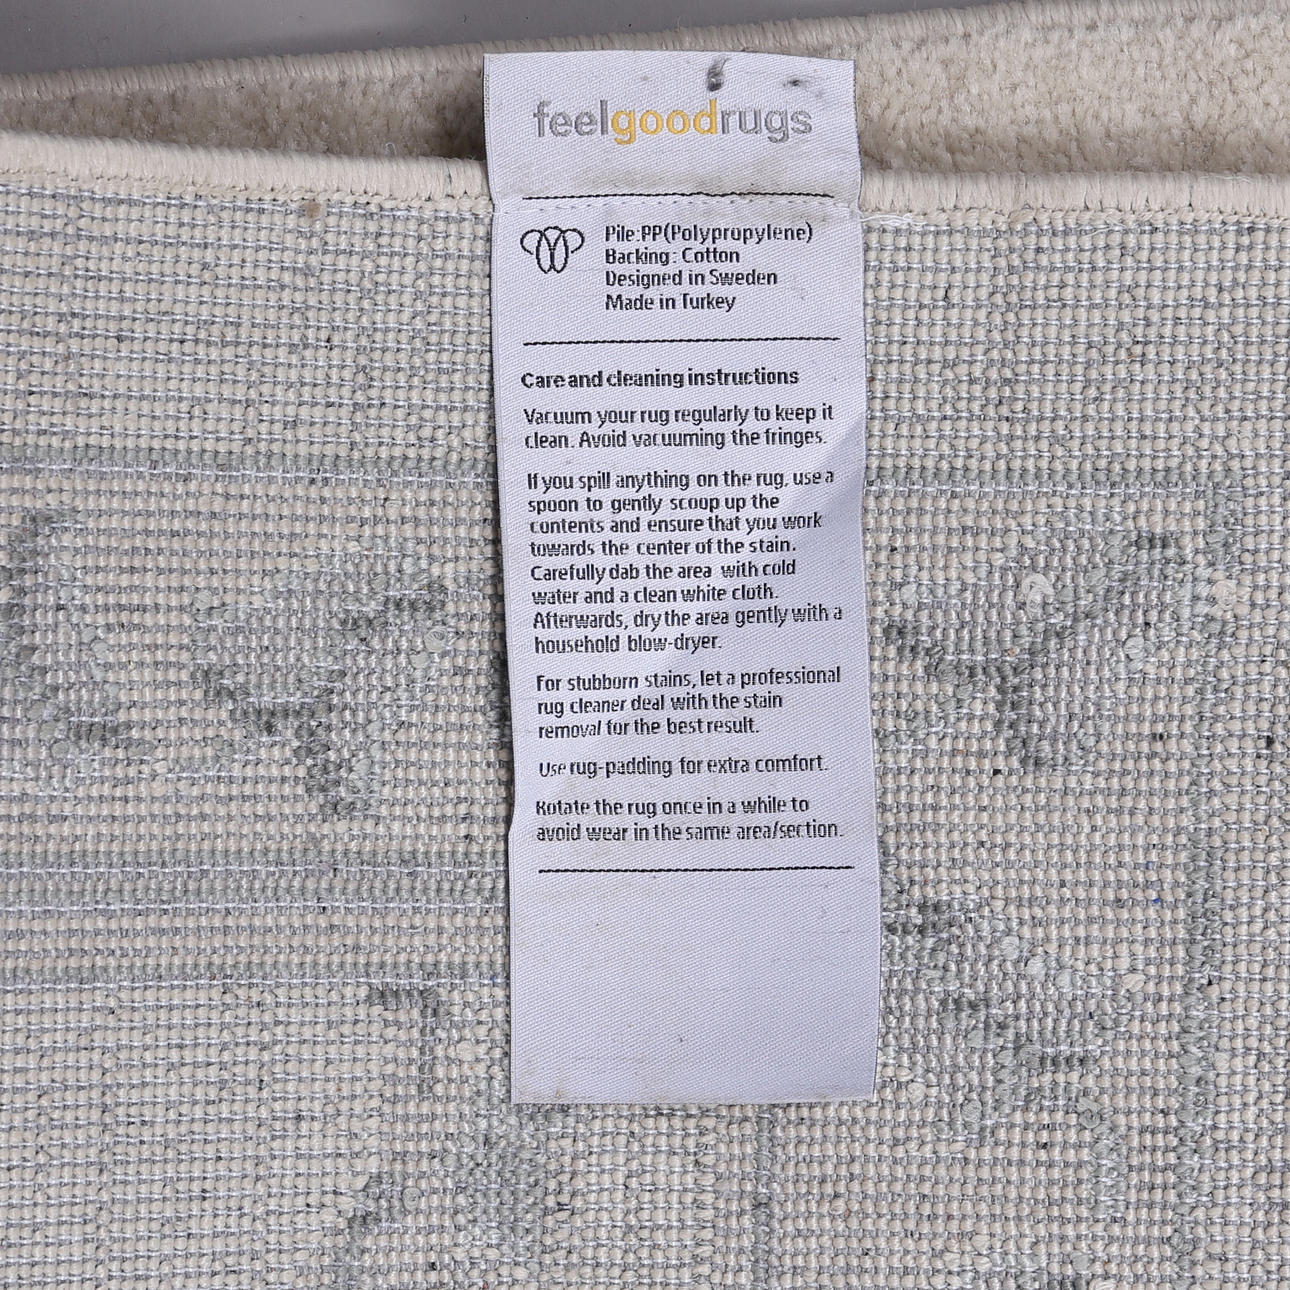 feelgoodrugs
Pile:PP(Polypropylene)
Backing: Cotton
Designed in Sweden
Made in Turkey
Care and cleaning instructions
Vacuum your rug regularly to keep it
clean. Avoid vacuuming the fringes.
If you spill anything on the rug, use a
spoon to gently scoop up the
contents and ensure that you work
towards the center of the stain.
Carefully dab the area with cold
water and a clean white cloth.
Afterwards, dry the area gently with a
household blow-dryer.
For stubborn stains, let a professional
rug cleaner deal with the stain
removal for the best result.
Use rug-padding for extra comfort.
Rotate the rug once in a while to
avoid wear in the same area/section.